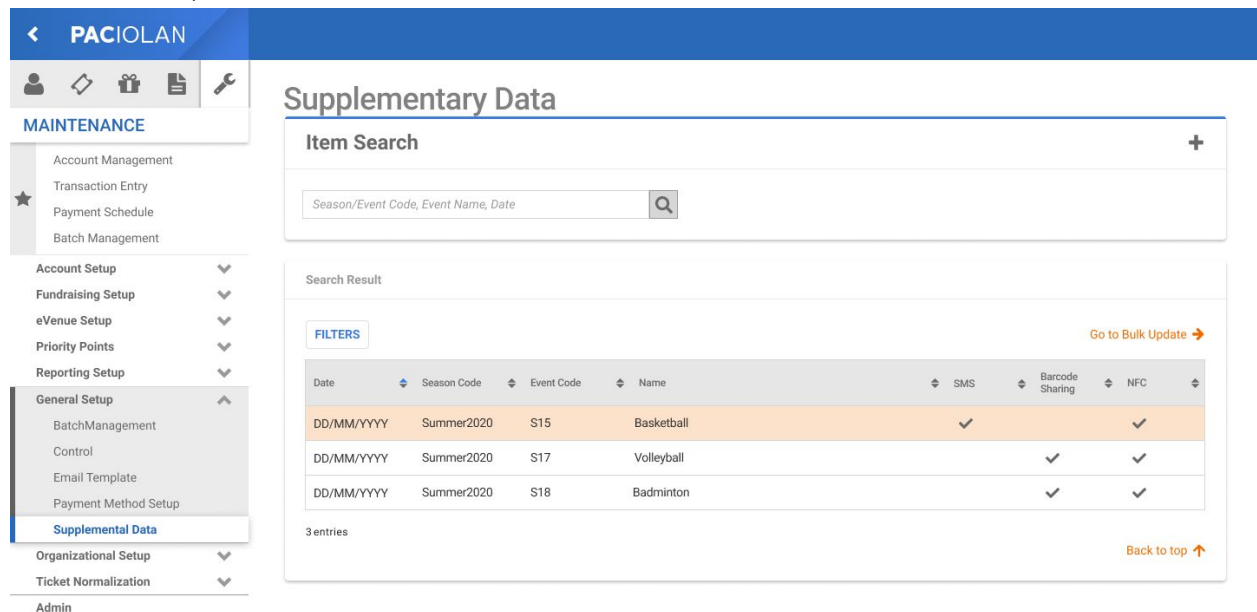 PACIOLAN
MAINTENANCE
Account Management
Transaction Entry
Payment Schedule
Batch Management
Account Setup
Fundraising Setup
eVenue Setup
Priority Points
Reporting Setup
General Setup
BatchManagement
Control
Email Template
Payment Method Setup
Supplemental Data
Organizational Setup
Ticket Normalization
Admin
Supplementary Data
Item Search
Season/Event Code, Event Name, Date
Search Result
FILTERS
Go to Bulk Update
Date Season Code Event Code Name SMS Barcode Sharing NFC
DD/MM/YYYY Summer2020 S15 Basketball
DD/MM/YYYY Summer2020 S17 Volleyball
DD/MM/YYYY Summer2020 S18 Badminton
3 entries
Back to top